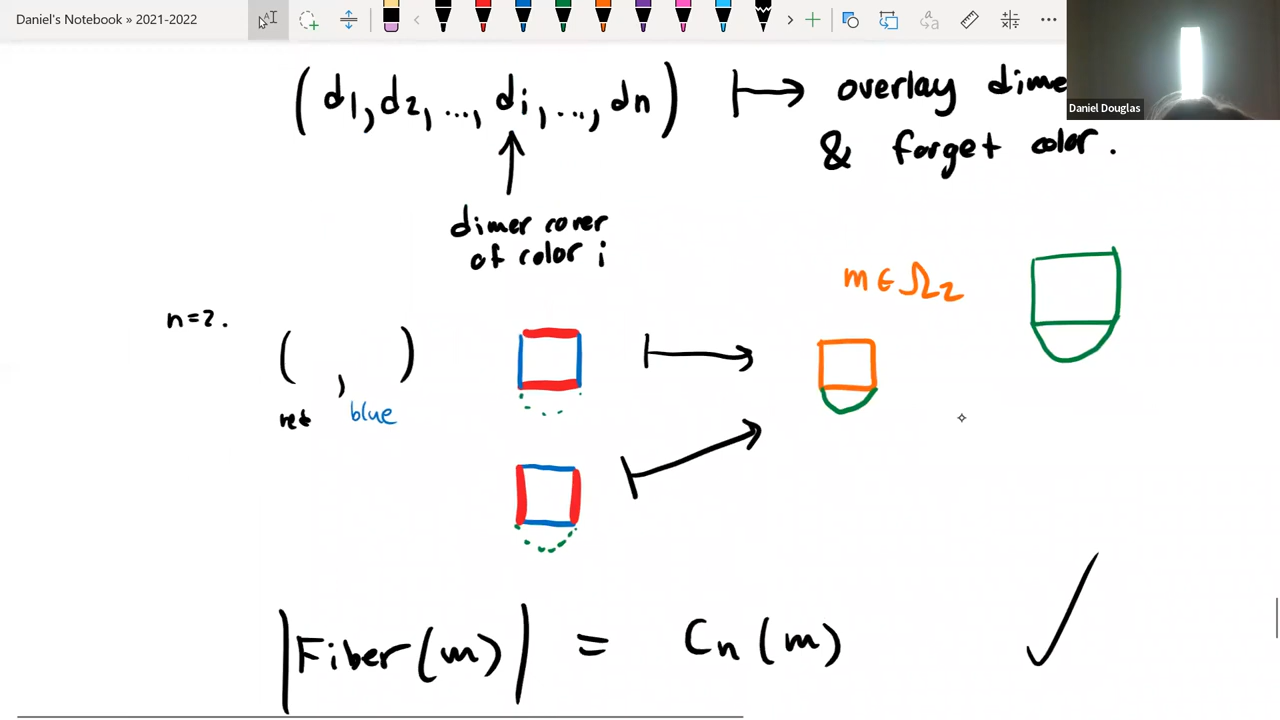 Daniel's Notebook » 2021-2022
Daniel Douglas
(d1, d2, ..., di, ..., dn) ↦ overlay dime
& forget color.
dimer cover
of color i
m ∈ Ω2
n=2.
( , )
red blue
|Fiber(m)| = Cn(m)